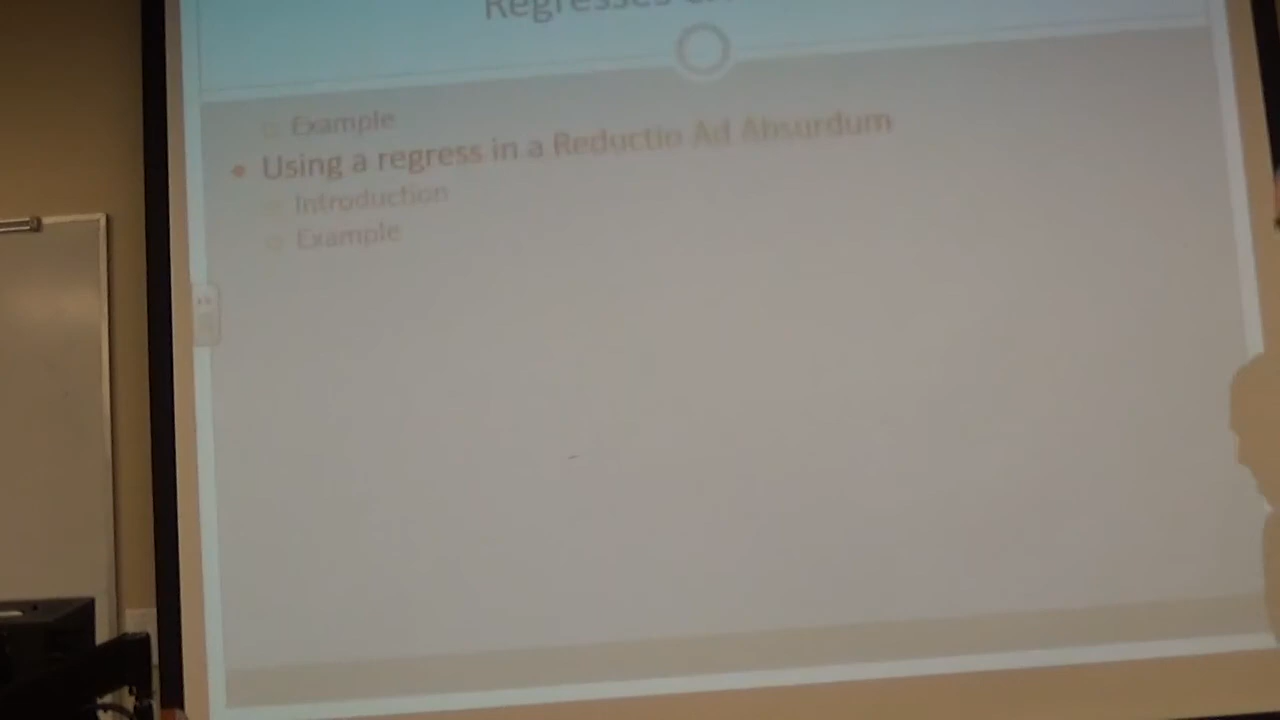 Regresses
Example
Using a regress in a Reductio Ad Absurdum
Introduction
Example